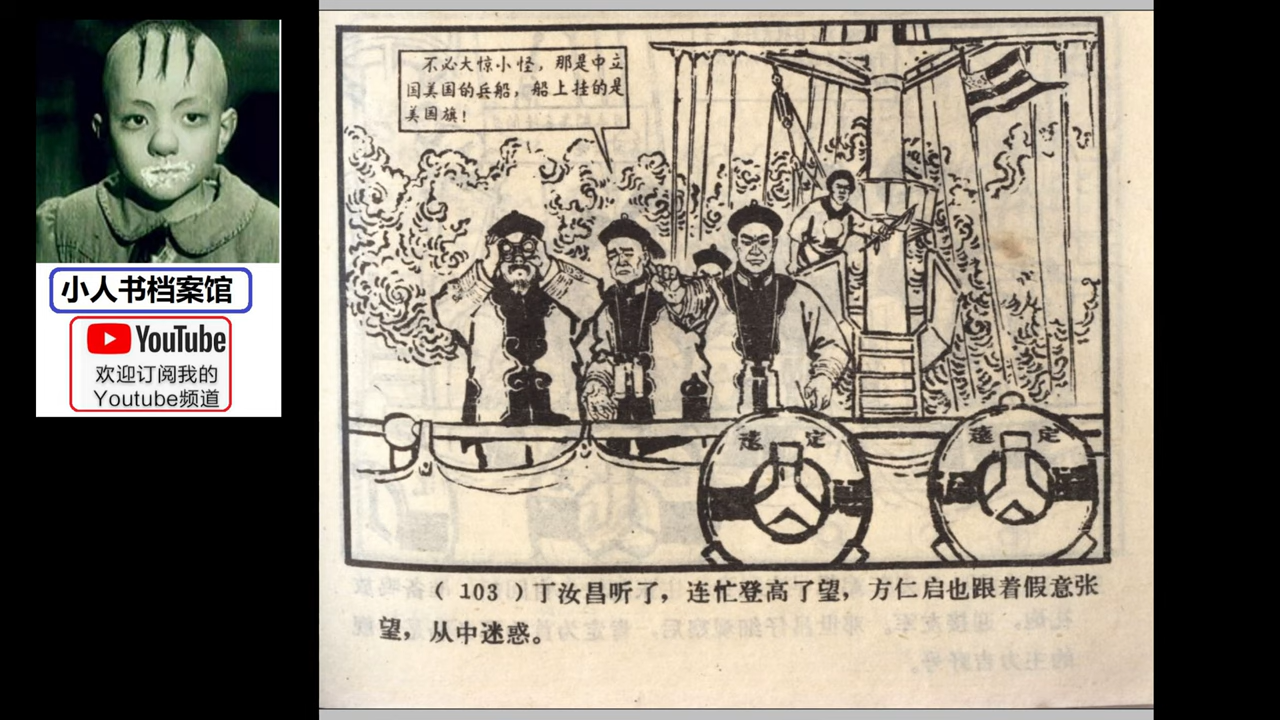 小人书档案馆
YouTube
欢迎订阅我的
Youtube频道
不必大惊小怪，那是中立
国美国的兵船，船上挂的是
美国旗！
遠 定
遠 定
（103）丁汝昌听了，连忙登高了望，方仁启也跟着假意张
望，从中迷惑。